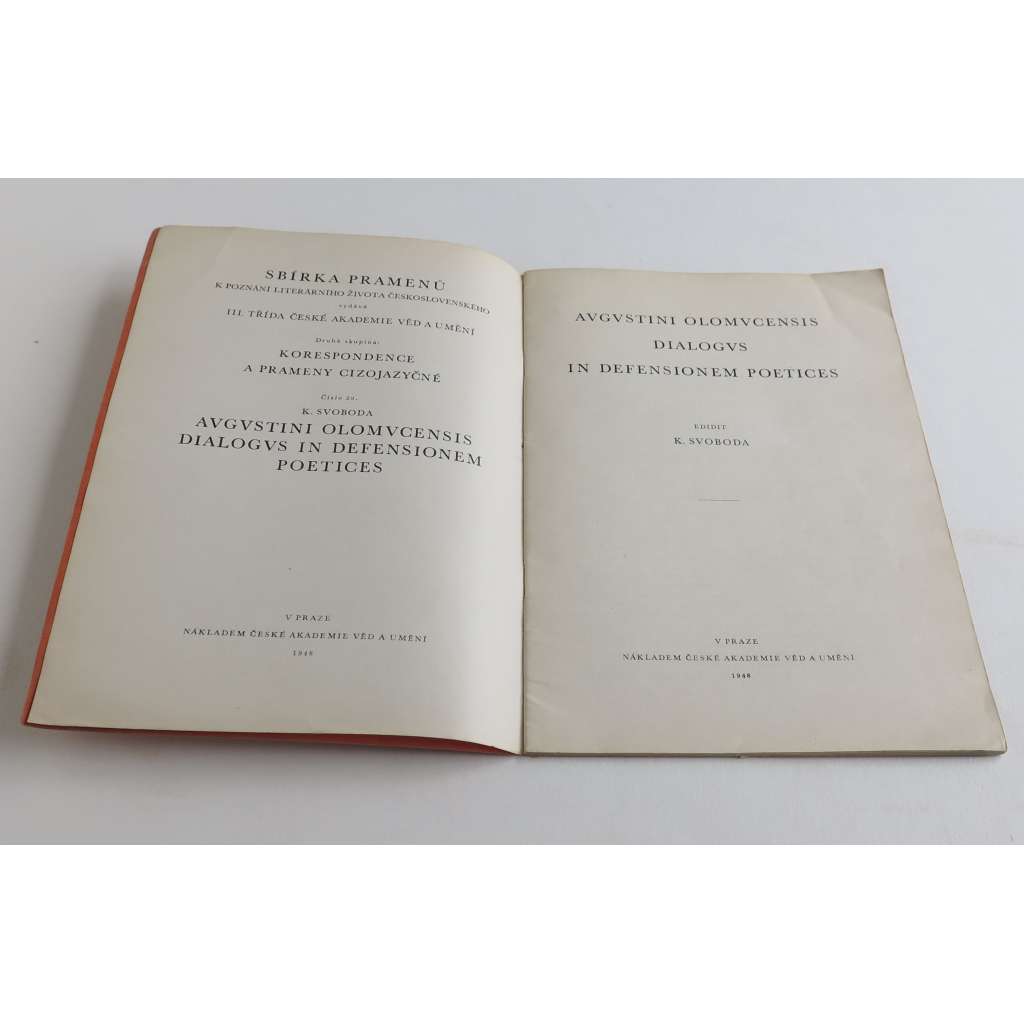 SBÍRKA PRAMENŮ
K POZNÁNÍ LITERÁRNÍHO ŽIVOTA ČESKOSLOVENSKÉHO
vydává
III. TŘÍDA ČESKÉ AKADEMIE VĚD A UMĚNÍ
Druhá skupina:
KORESPONDENCE
A PRAMENY CIZOJAZYČNÉ
Číslo
K. SVOBODA
AVGVSTINI OLOMVCENSIS
DIALOGVS IN DEFENSIONEM
POETICES
V PRAZE
NÁKLADEM ČESKÉ AKADEMIE VĚD A UMĚNÍ
1948
AVGVSTINI OLOMVCENSIS
DIALOGVS
IN DEFENSIONEM POETICES
EDIDIT
K. SVOBODA
V PRAZE
NÁKLADEM ČESKÉ AKADEMIE VĚD A UMĚNÍ
1948